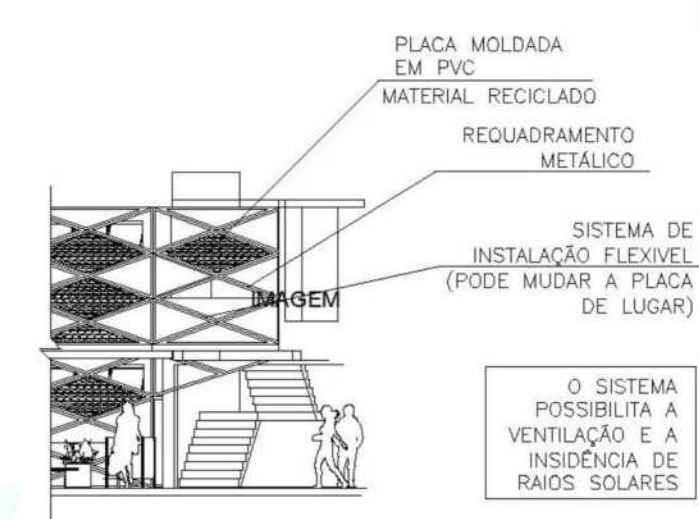 PLACA MOLDADA
EM PVC
MATERIAL RECICLADO
REQUADRAMENTO
METÁLICO
SISTEMA DE
INSTALAÇÃO FLEXIVEL
(PODE MUDAR A PLACA
DE LUGAR)
IMAGEM
O SISTEMA
POSSIBILITA A
VENTILAÇÃO E A
INSIDÊNCIA DE
RAIOS SOLARES